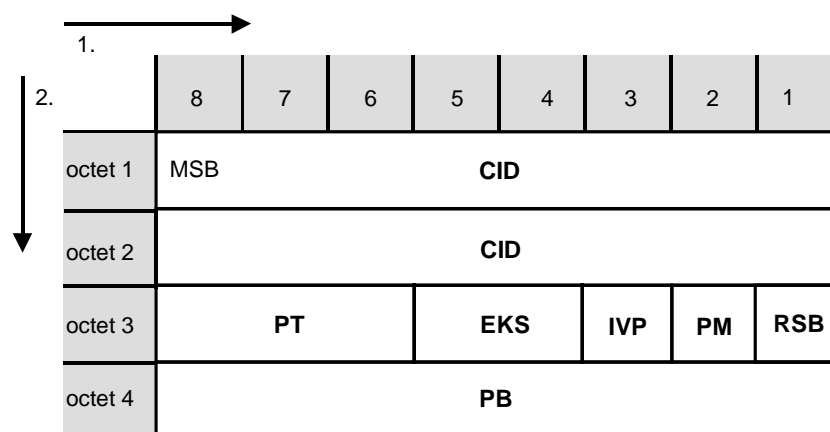 1.
2.
8 7 6 5 4 3 2 1
octet 1 MSB CID
octet 2 CID
octet 3 PT EKS IVP PM RSB
octet 4 PB